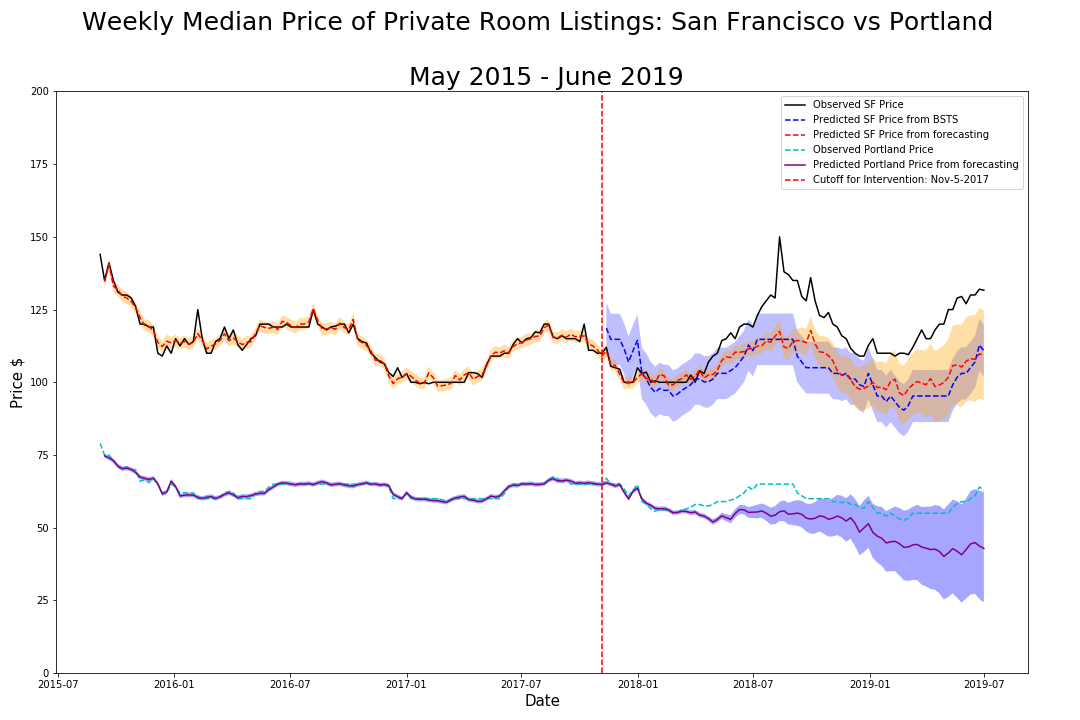 Weekly Median Price of Private Room Listings: San Francisco vs Portland
May 2015 - June 2019
200
175
150
125
100
75
50
25
0
Price $
Observed SF Price
Predicted SF Price from BSTS
Predicted SF Price from forecasting
Observed Portland Price
Predicted Portland Price from forecasting
Cutoff for Intervention: Nov-5-2017
2015-07 2016-01 2016-07 2017-01 2017-07 2018-01 2018-07 2019-01 2019-07
Date